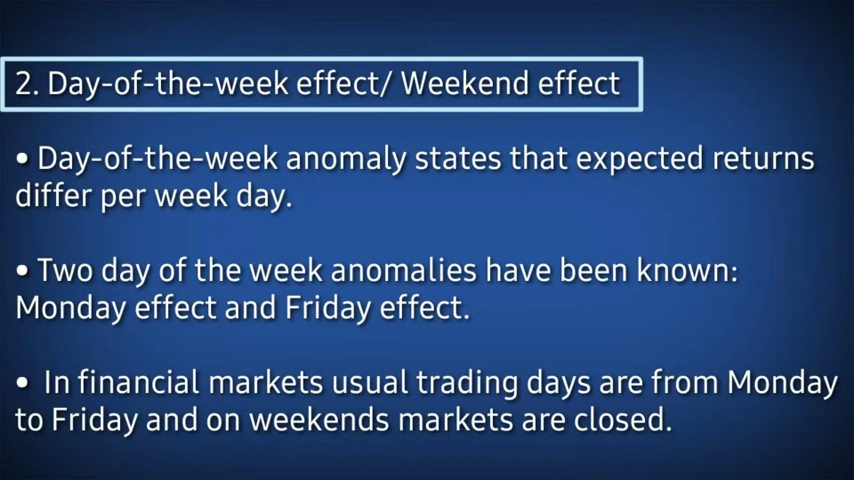 2. Day-of-the-week effect/ Weekend effect
• Day-of-the-week anomaly states that expected returns
differ per week day.
• Two day of the week anomalies have been known:
Monday effect and Friday effect.
• In financial markets usual trading days are from Monday
to Friday and on weekends markets are closed.